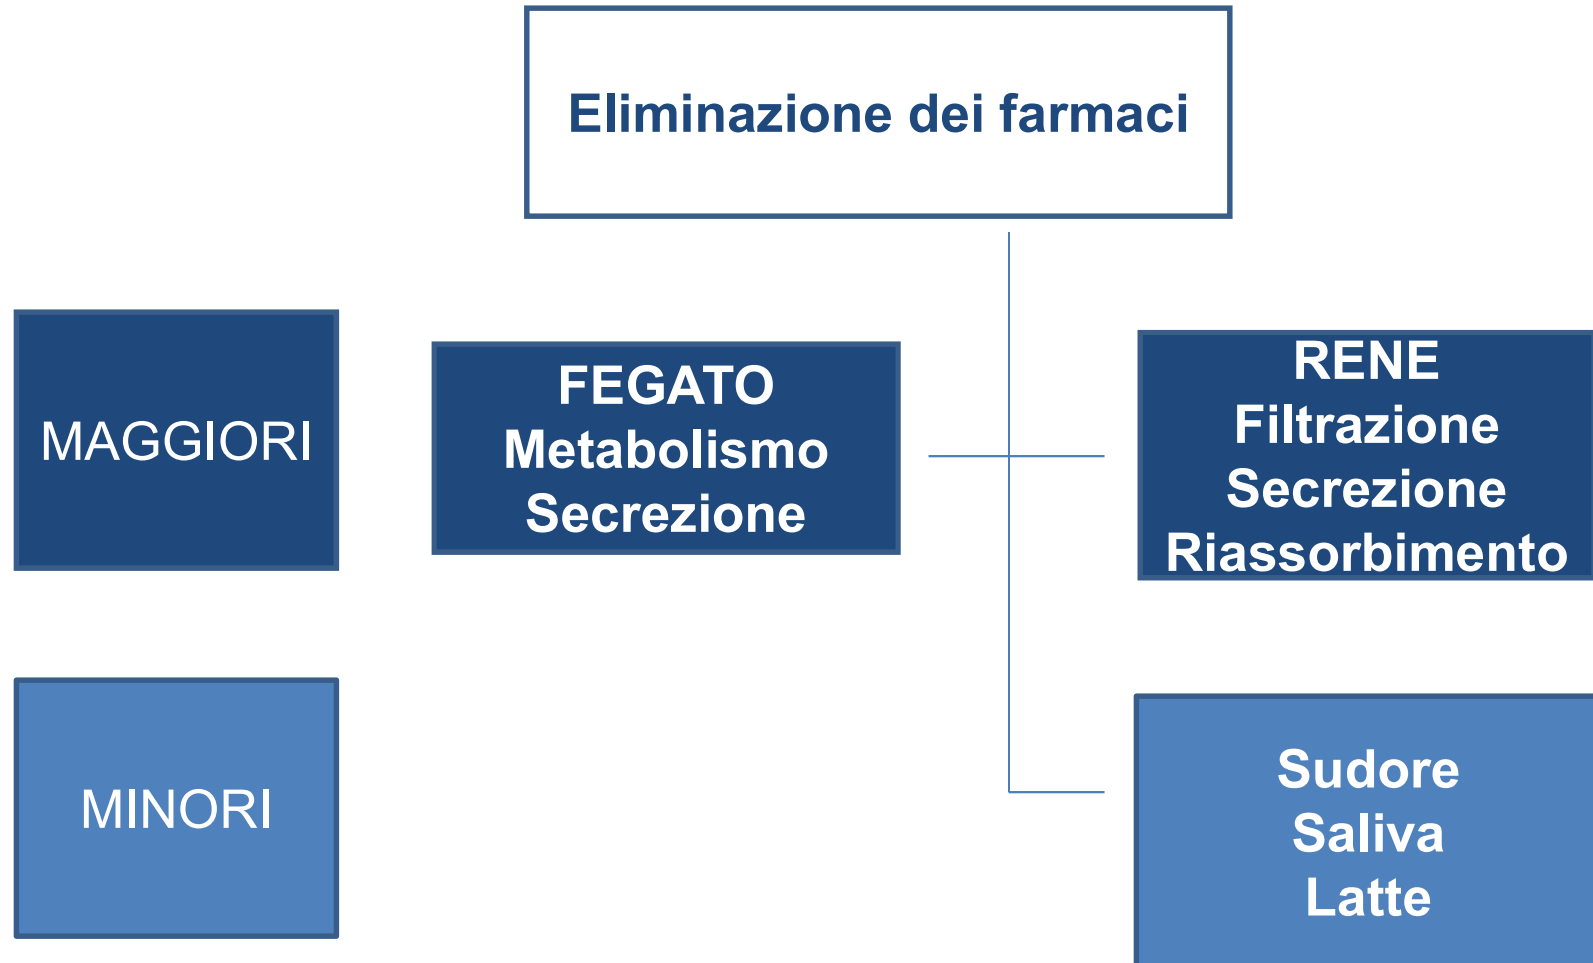 Eliminazione dei farmaci
MAGGIORI
FEGATO
Metabolismo
Secrezione
RENE
Filtrazione
Secrezione
Riassorbimento
MINORI
Sudore
Saliva
Latte